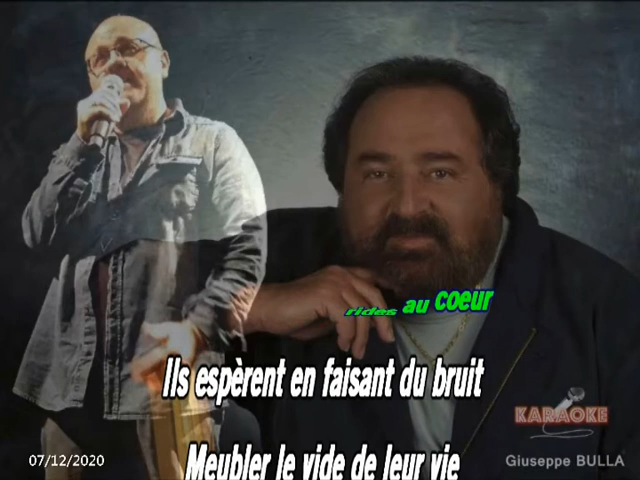 rides au coeur
Ils espèrent en faisant du bruit
KARAOKE
Meubler le vide de leur vie
07/12/2020
Giuseppe BULLA